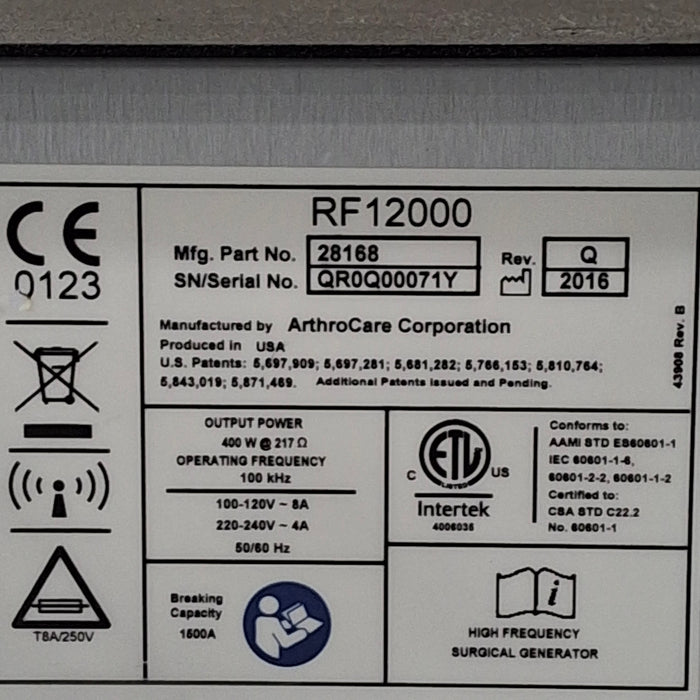 CE
0123
T8A/250V
RF12000
Mfg. Part No. 28168 Rev. Q
SN/Serial No. QR0Q00071Y 2016
Manufactured by ArthroCare Corporation
Produced in USA
U.S. Patents: 5,697,909; 5,697,281; 5,681,282; 5,766,153; 5,810,764;
5,843,019; 5,871,469. Additional Patents Issued and Pending.
43908 Rev. B
OUTPUT POWER
400 W @ 217 Ω
OPERATING FREQUENCY
100 kHz
100-120V ~ 8A
220-240V ~ 4A
50/60 Hz
Breaking
Capacity
1500A
C ETL US
LISTED
Intertek
4006036
Conforms to:
AAMI STD ES60601-1
IEC 60601-1-6,
60601-2-2, 60601-1-2
Certified to:
CSA STD C22.2
No. 60601-1
i
HIGH FREQUENCY
SURGICAL GENERATOR